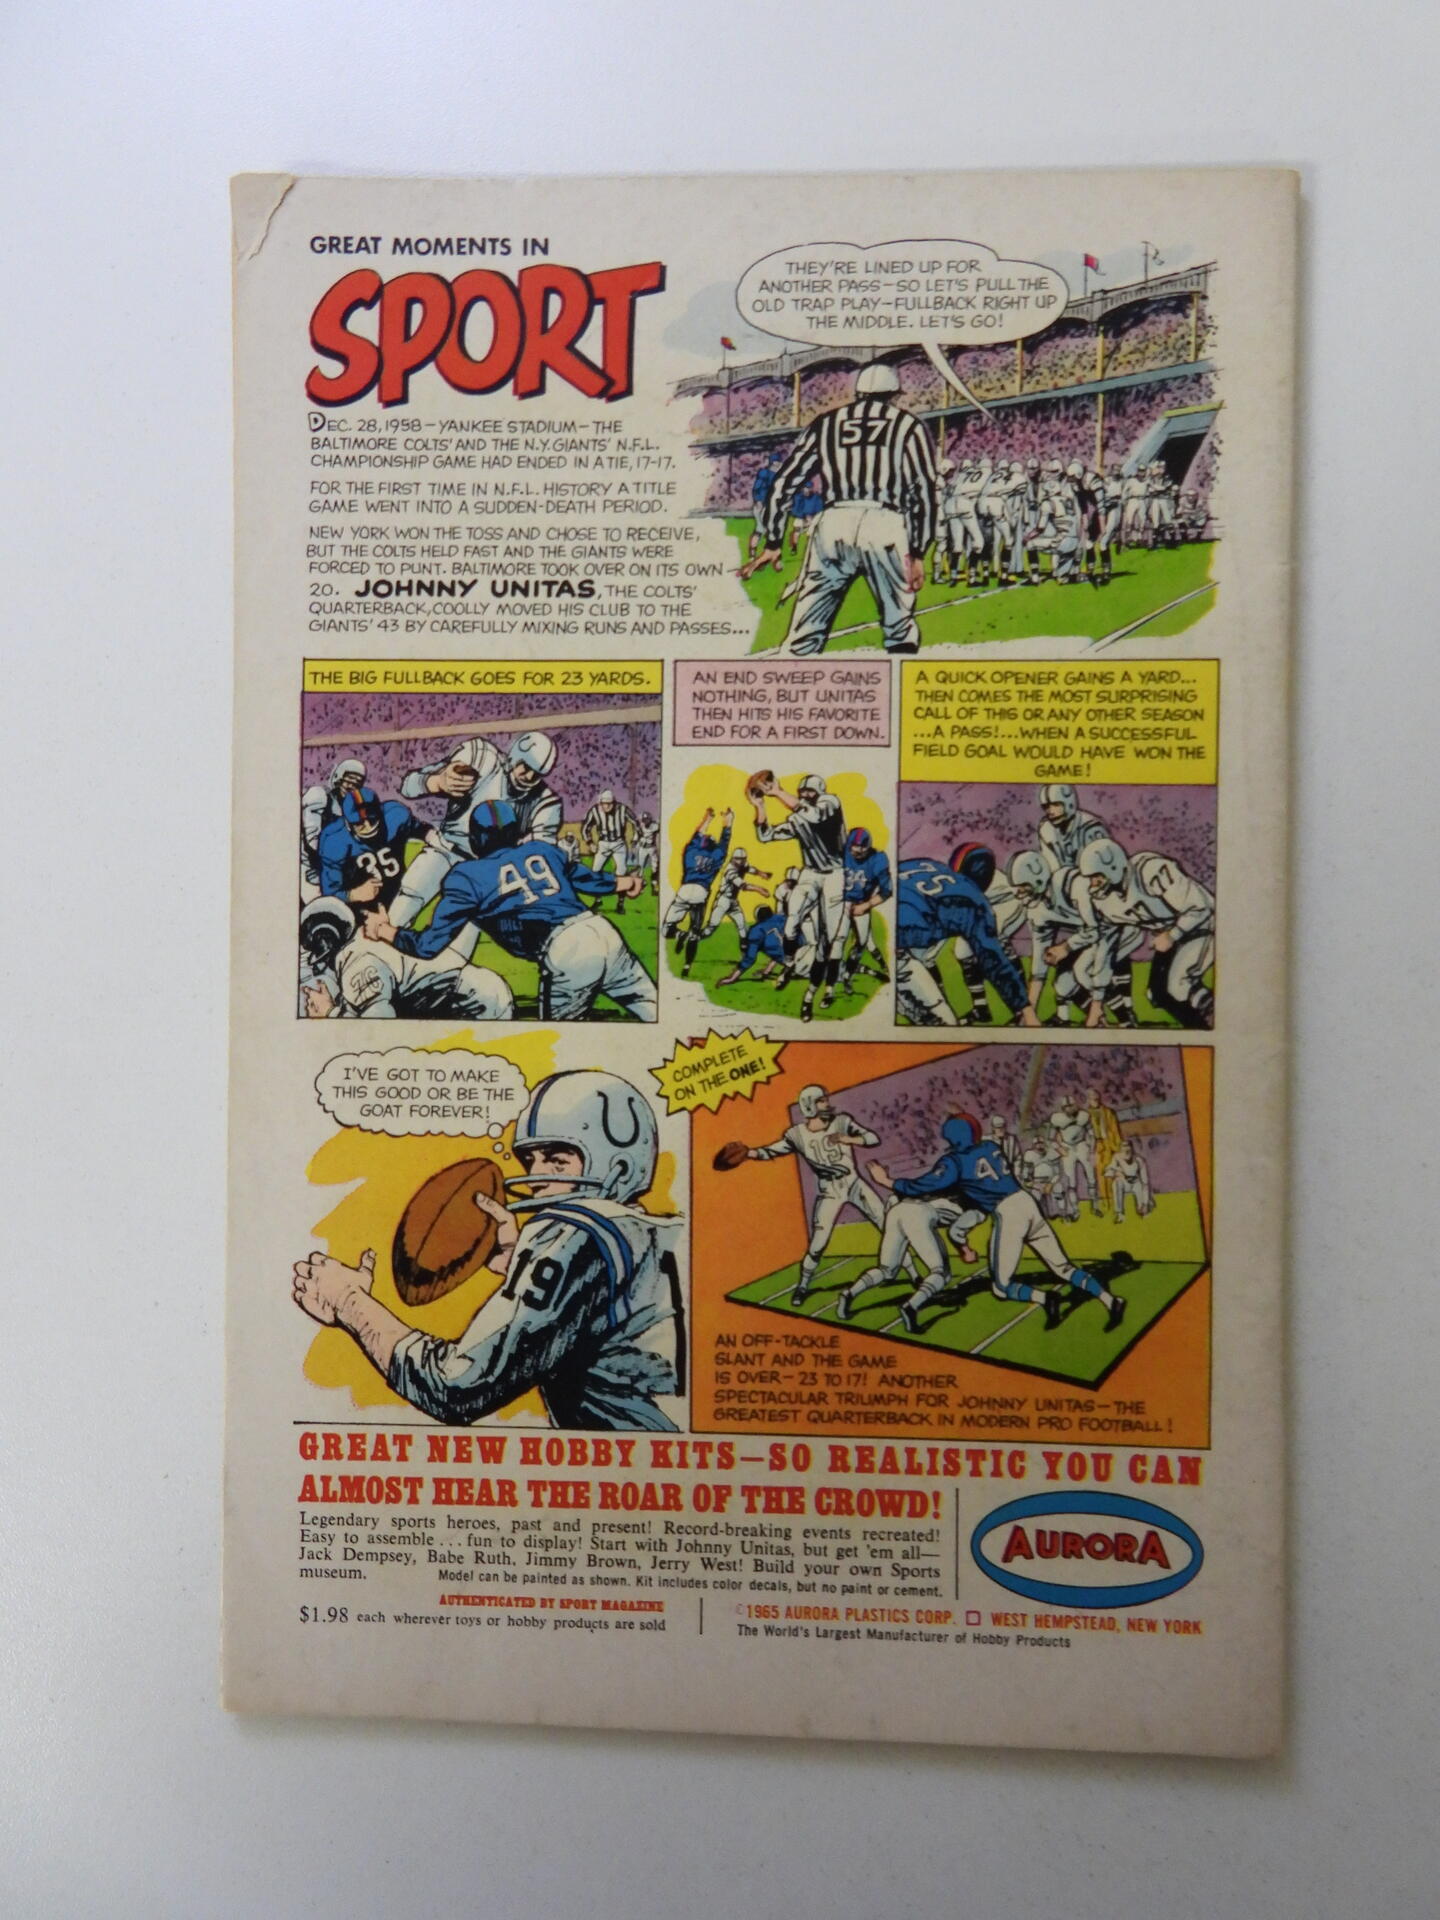 GREAT MOMENTS IN
SPORT
DEC. 28, 1958 – YANKEE STADIUM – THE
BALTIMORE COLTS' AND THE N.Y. GIANTS' N.F.L.
CHAMPIONSHIP GAME HAD ENDED IN A TIE, 17-17.
FOR THE FIRST TIME IN N.F.L. HISTORY A TITLE
GAME WENT INTO A SUDDEN-DEATH PERIOD.
NEW YORK WON THE TOSS AND CHOSE TO RECEIVE,
BUT THE COLTS HELD FAST AND THE GIANTS WERE
FORCED TO PUNT. BALTIMORE TOOK OVER ON ITS OWN
20. JOHNNY UNITAS, THE COLTS'
QUARTERBACK, COOLLY MOVED HIS CLUB TO THE
GIANTS' 43 BY CAREFULLY MIXING RUNS AND PASSES...
THEY'RE LINED UP FOR
ANOTHER PASS–SO LET'S PULL THE
OLD TRAP PLAY–FULLBACK RIGHT UP
THE MIDDLE. LET'S GO!
57
70 24
THE BIG FULLBACK GOES FOR 23 YARDS.
35
49
76
AN END SWEEP GAINS
NOTHING, BUT UNITAS
THEN HITS HIS FAVORITE
END FOR A FIRST DOWN.
34
A QUICK OPENER GAINS A YARD...
THEN COMES THE MOST SURPRISING
CALL OF THIS OR ANY OTHER SEASON
...A PASS!...WHEN A SUCCESSFUL
FIELD GOAL WOULD HAVE WON THE
GAME!
75
77
77
I'VE GOT TO MAKE
THIS GOOD OR BE THE
GOAT FOREVER!
19
1
COMPLETE
ON THE ONE!
19
AN OFF-TACKLE
SLANT AND THE GAME
IS OVER–23 TO 17! ANOTHER
SPECTACULAR TRIUMPH FOR JOHNNY UNITAS–THE
GREATEST QUARTERBACK IN MODERN PRO FOOTBALL!
GREAT NEW HOBBY KITS–SO REALISTIC YOU CAN
ALMOST HEAR THE ROAR OF THE CROWD!
Legendary sports heroes, past and present! Record-breaking events recreated!
Easy to assemble . . . fun to display! Start with Johnny Unitas, but get 'em all—
Jack Dempsey, Babe Ruth, Jimmy Brown, Jerry West! Build your own Sports
museum. Model can be painted as shown. Kit includes color decals, but no paint or cement.
AUTHENTICATED BY SPORT MAGAZINE
$1.98 each wherever toys or hobby products are sold
AURORA
©1965 AURORA PLASTICS CORP. □ WEST HEMPSTEAD, NEW YORK
The World's Largest Manufacturer of Hobby Products